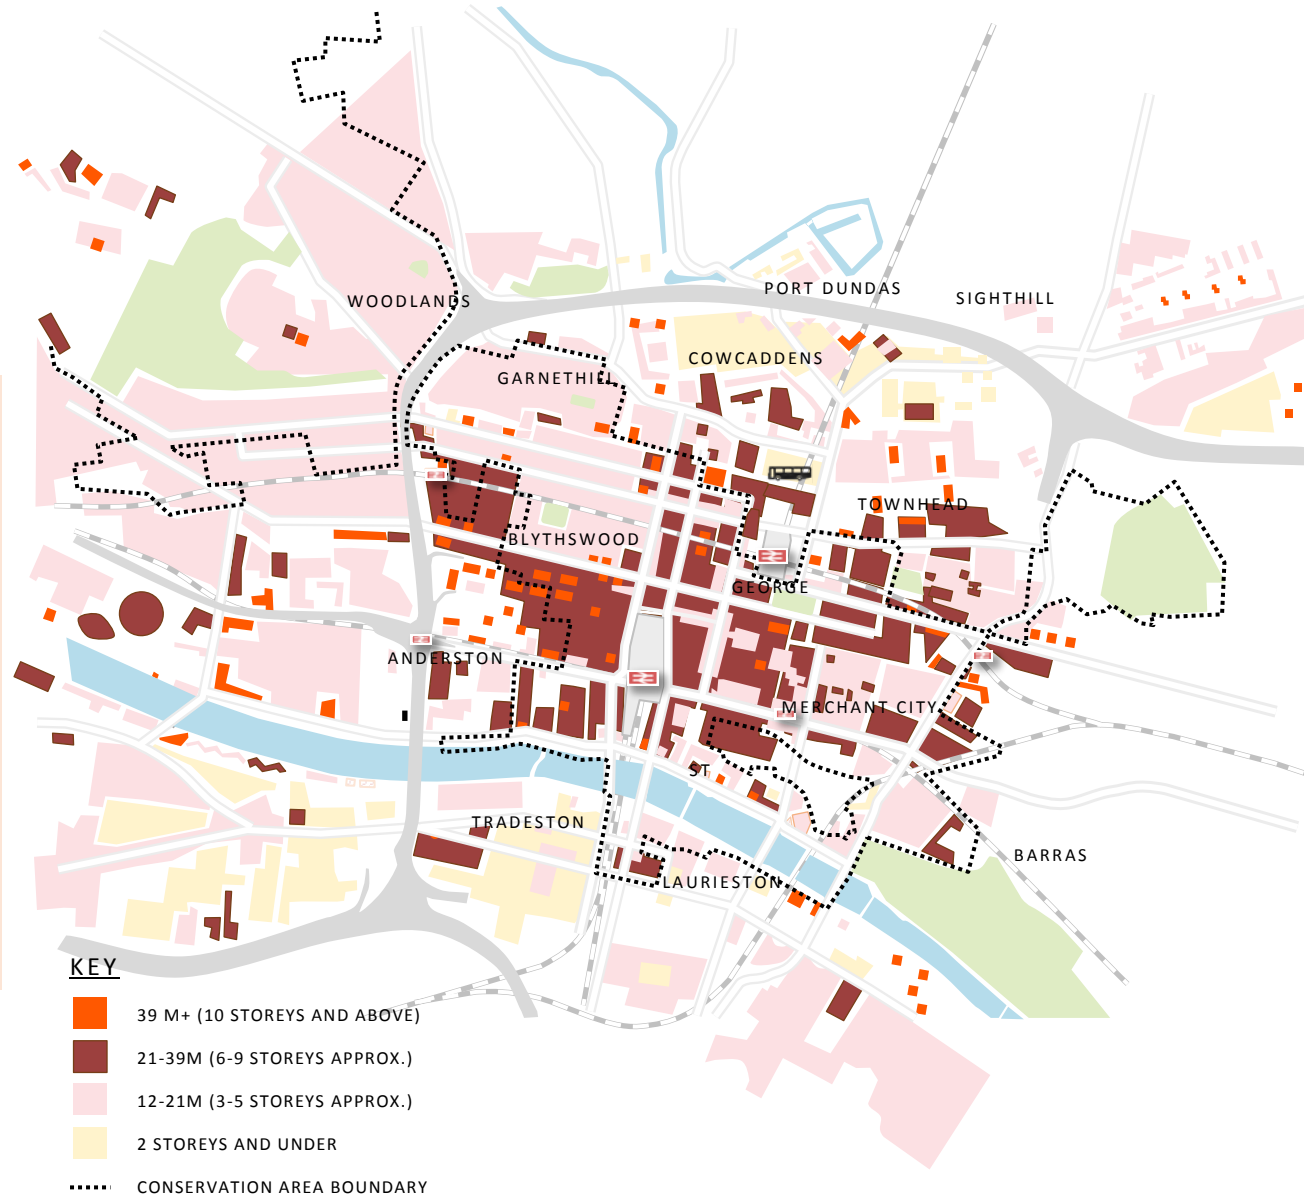 WOODLANDS
PORT DUNDAS
SIGHTHILL
COWCADDENS
GARNETHILL
TOWNHEAD
BLYTHSWOOD
GEORGE
ANDERSTON
MERCHANT CITY
ST
TRADESTON
BARRAS
LAURIESTON
KEY
39 M+ (10 STOREYS AND ABOVE)
21-39M (6-9 STOREYS APPROX.)
12-21M (3-5 STOREYS APPROX.)
2 STOREYS AND UNDER
CONSERVATION AREA BOUNDARY